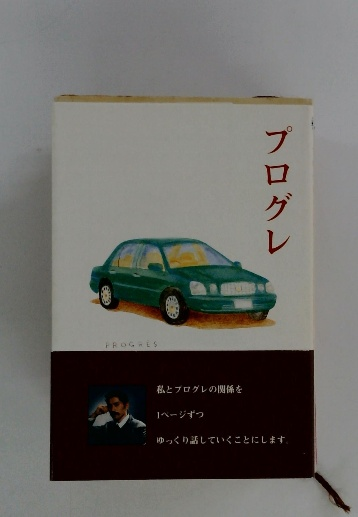 プログレ
PROGRES
私とプログレの関係を
1ページずつ
ゆっくり話していくことにします。